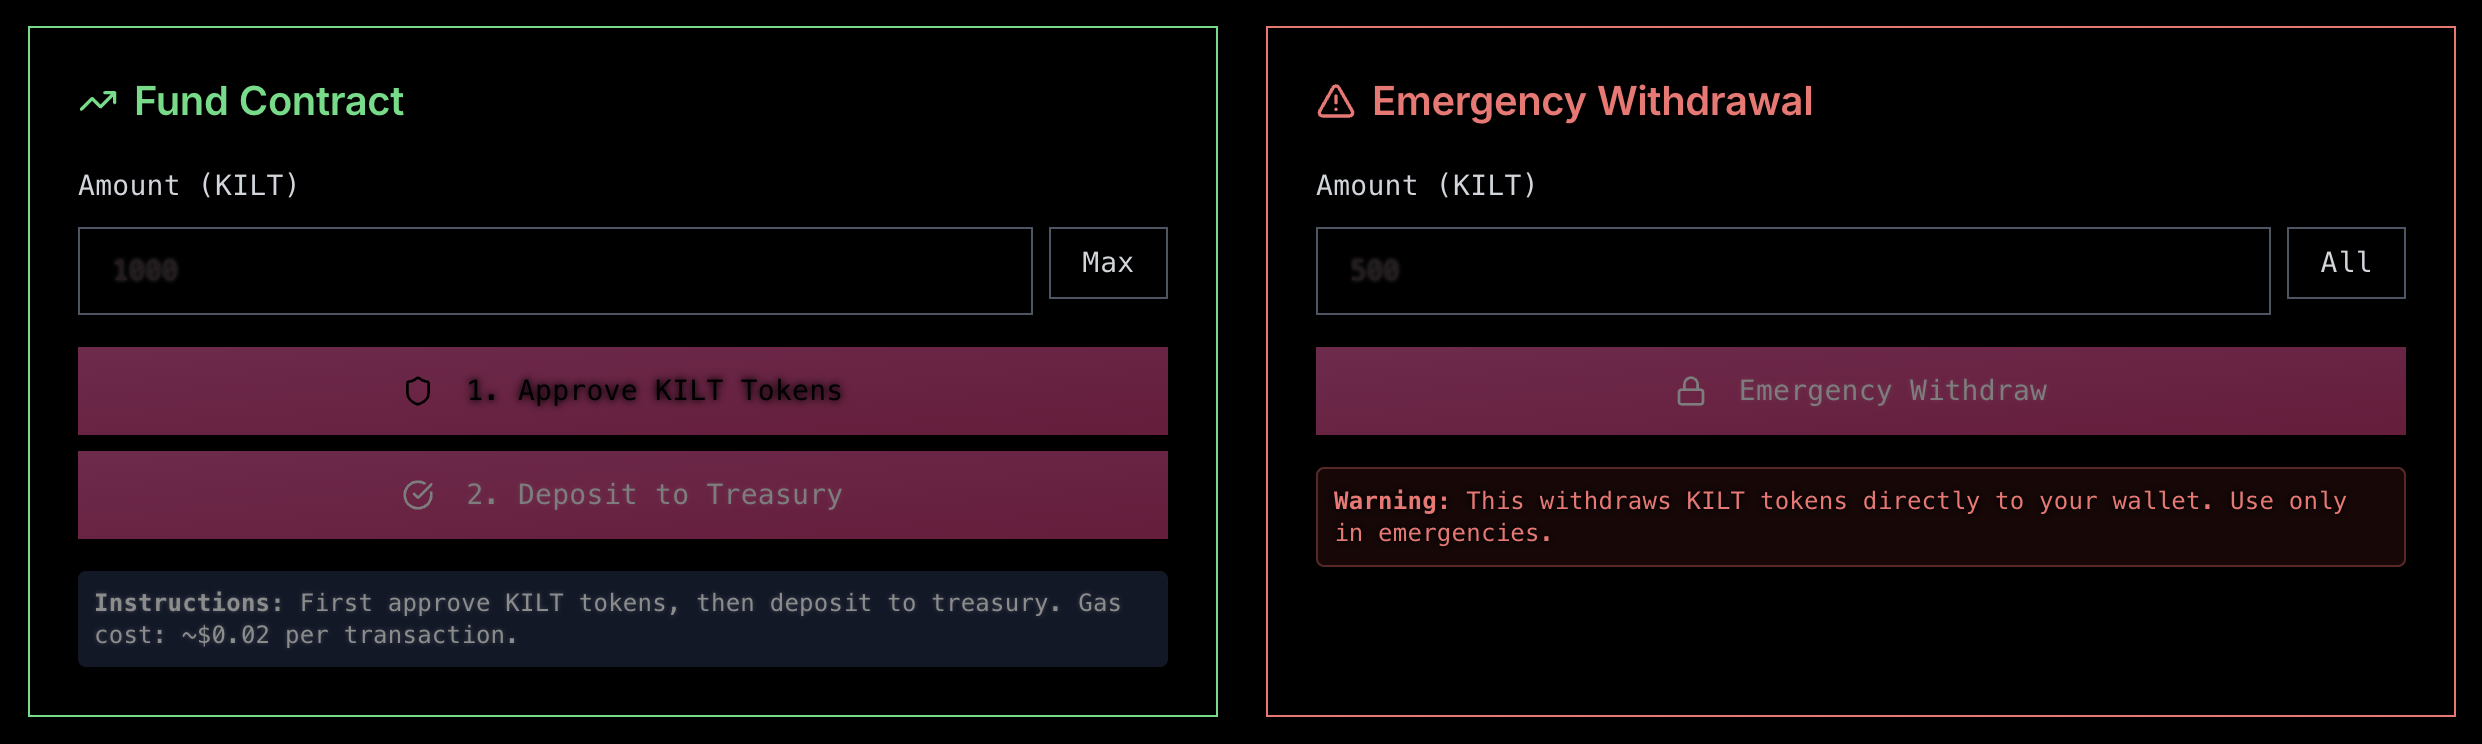 Fund Contract
Amount (KILT)
1000
Max
1. Approve KILT Tokens
2. Deposit to Treasury
Instructions: First approve KILT tokens, then deposit to treasury. Gas
cost: ~$0.02 per transaction.
Emergency Withdrawal
Amount (KILT)
500
All
Emergency Withdraw
Warning: This withdraws KILT tokens directly to your wallet. Use only
in emergencies.